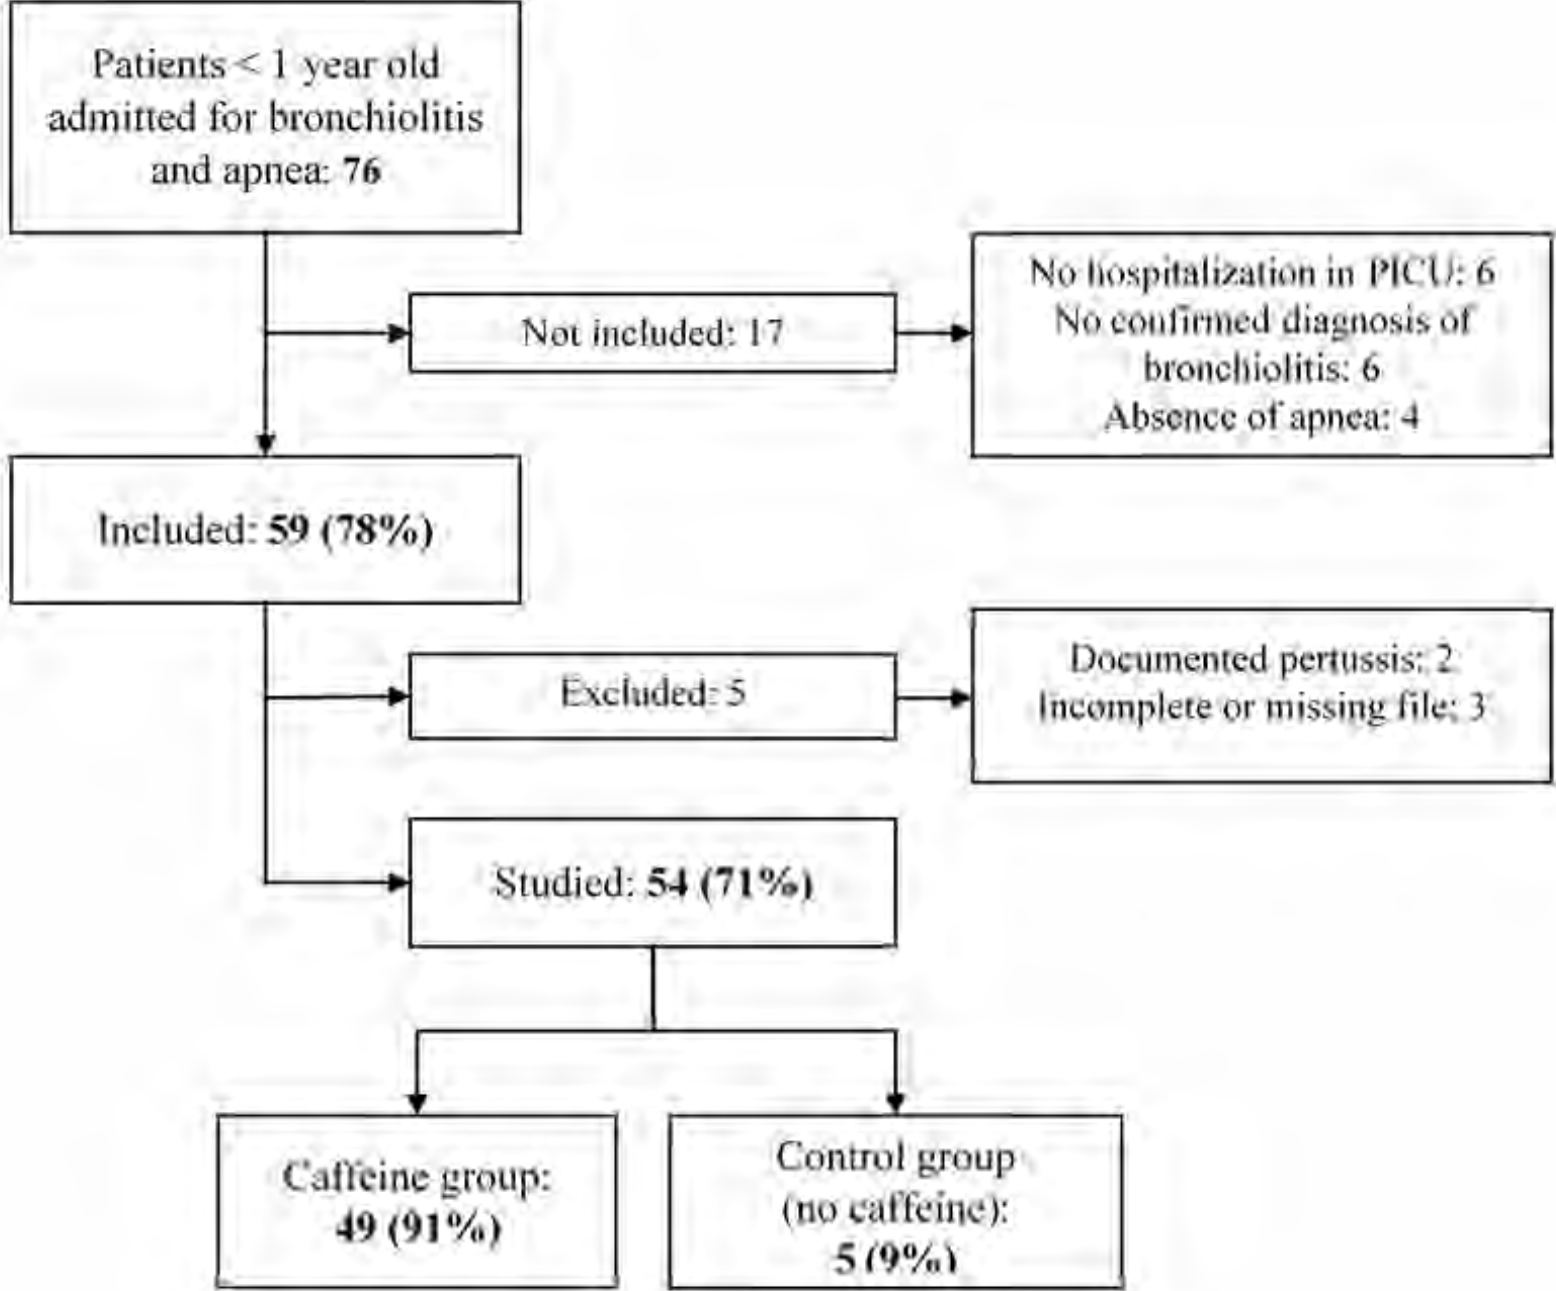 Patients < 1 year old
admitted for bronchiolitis
and apnea: 76
No hospitalization in PICU: 6
No confirmed diagnosis of
bronchiolitis: 6
Absence of apnea: 4
Not included: 17
Included: 59 (78%)
Documented pertussis: 2
Incomplete or missing file: 3
Excluded: 5
Studied: 54 (71%)
Caffeine group:
49 (91%)
Control group
(no caffeine):
5 (9%)